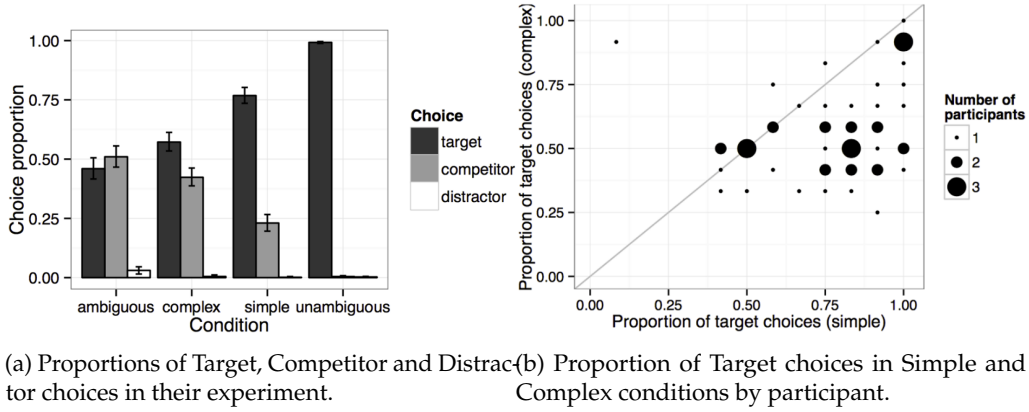 1.00
0.75
0.50
0.25
0.00
Choice proportion
ambiguous complex simple unambiguous
Condition
Choice
target
competitor
distractor
1.00
0.75
0.50
0.25
0.00
Proportion of target choices (complex)
0.00 0.25 0.50 0.75 1.00
Proportion of target choices (simple)
Number of
participants
1
2
3
(a) Proportions of Target, Competitor and Distrac-
tor choices in their experiment.
(b) Proportion of Target choices in Simple and
Complex conditions by participant.